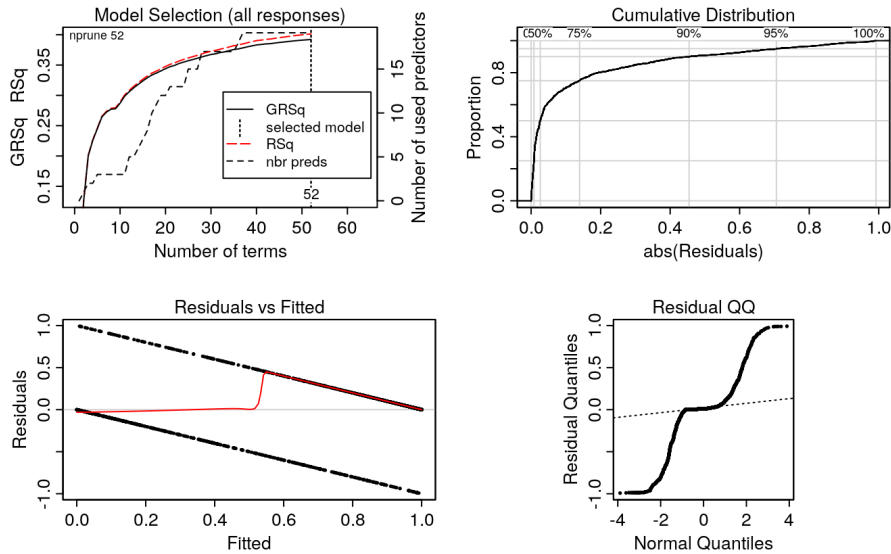 Model Selection (all responses)
nprune 52
GRSq RSq
0.15 0.25 0.35
0 5 10 15
Number of used predictors
GRSq
selected model
RSq
nbr preds
52
0 10 20 30 40 50 60
Number of terms
Cumulative Distribution
50% 75% 90% 95% 100%
Proportion
0.0 0.4 0.8
0.0 0.2 0.4 0.6 0.8 1.0
abs(Residuals)
Residuals vs Fitted
Residuals
-1.0 0.0 0.5 1.0
0.0 0.2 0.4 0.6 0.8 1.0
Fitted
Residual QQ
Residual Quantiles
-1.0 0.0 0.5 1.0
-4 -2 0 2 4
Normal Quantiles